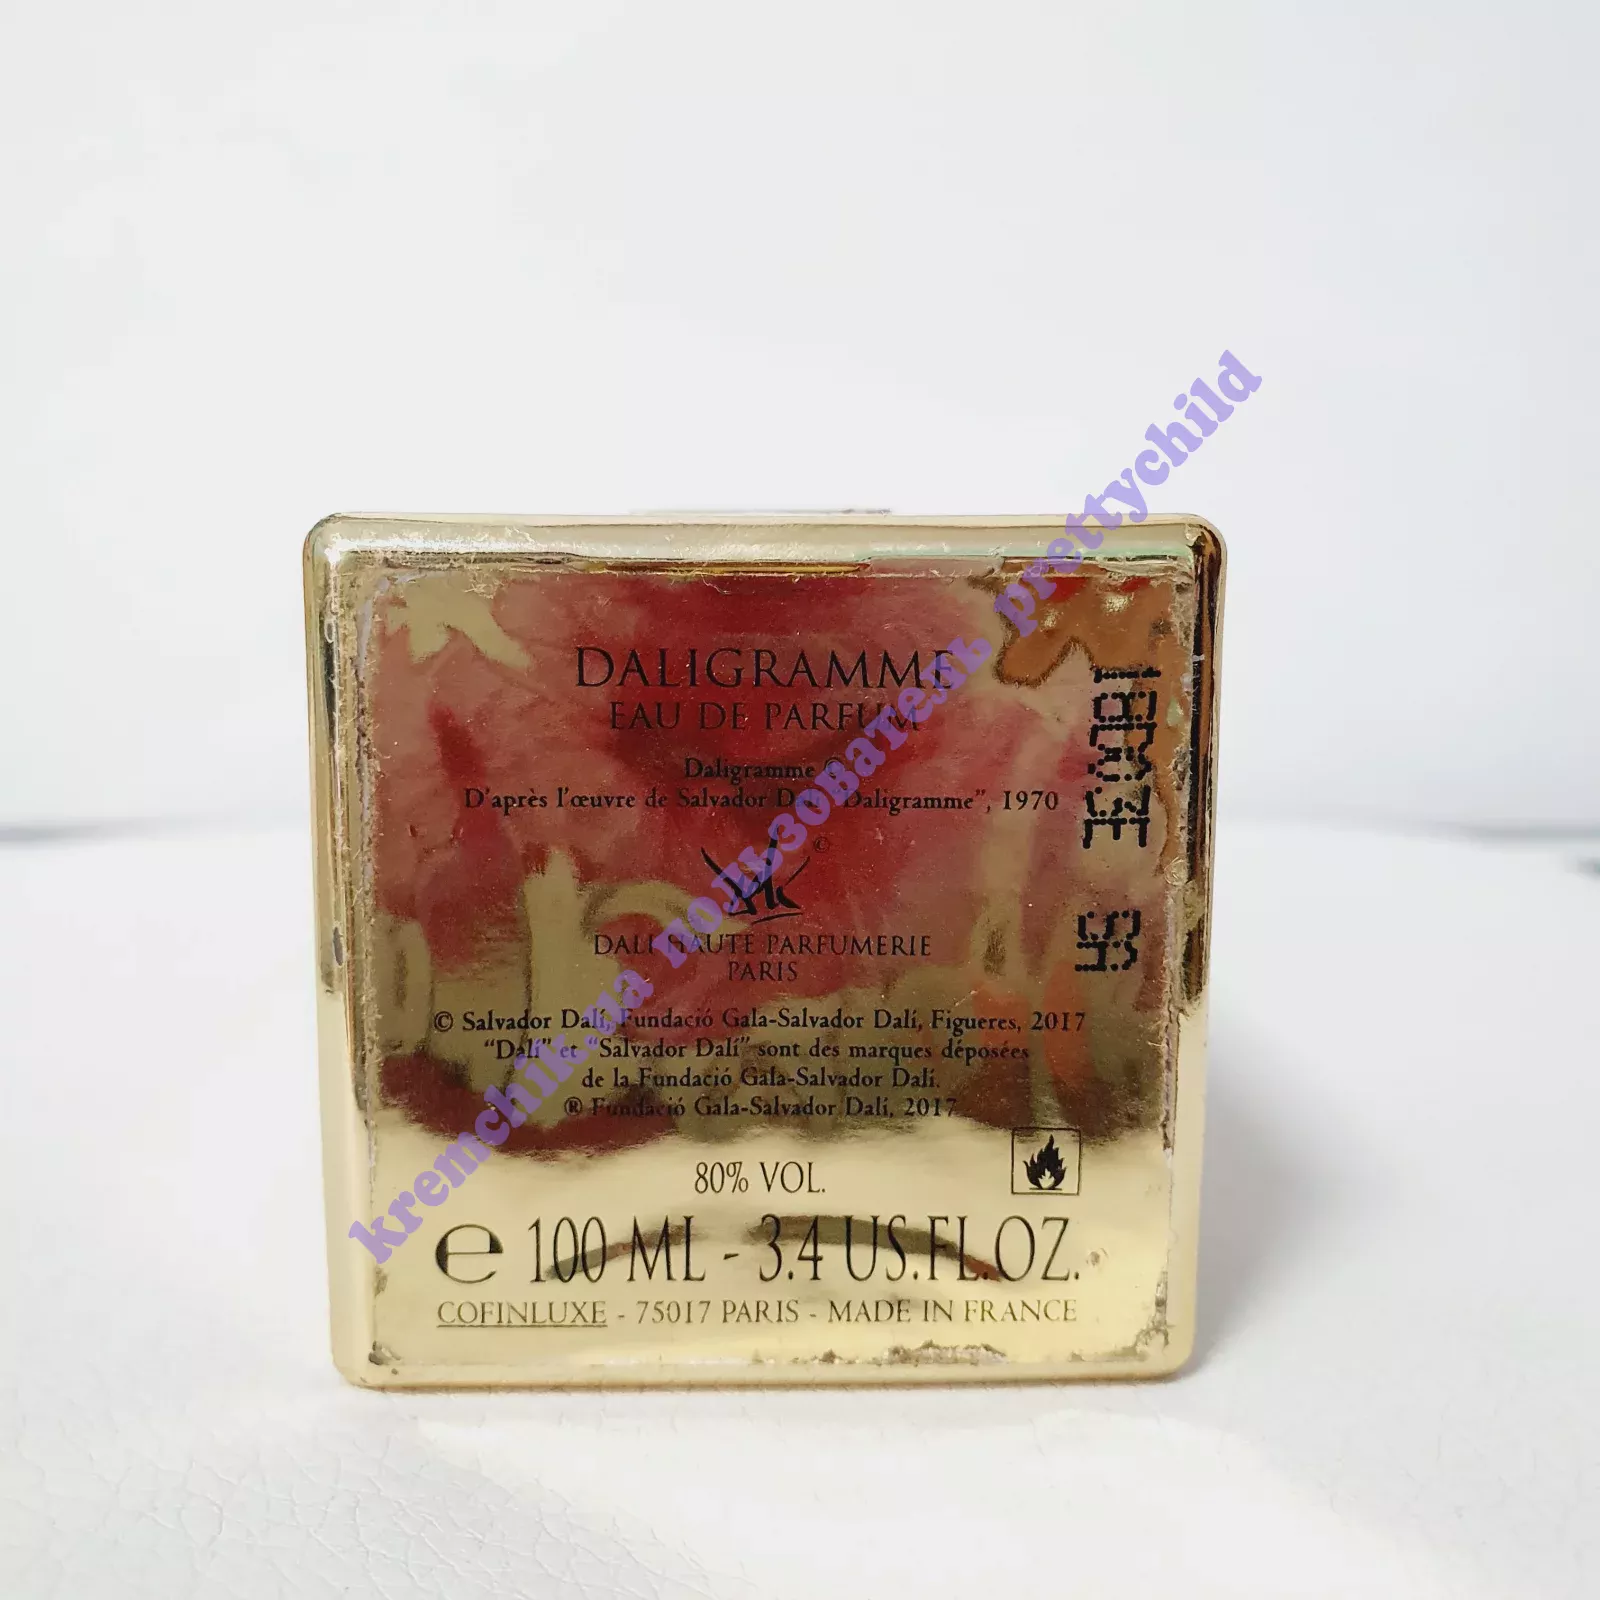 DALIGRAMME
EAU DE PARFUM
Daligramme ©
D'après l'œuvre de Salvador Dalí "Daligramme", 1970
©
DALI HAUTE PARFUMERIE
PARIS
© Salvador Dalí, Fundació Gala-Salvador Dalí, Figueres, 2017
"Dalí" et "Salvador Dalí" sont des marques déposées
de la Fundació Gala-Salvador Dalí.
® Fundació Gala-Salvador Dalí, 2017
80% VOL.
℮ 100 ML - 3.4 US.FL.OZ.
COFINLUXE - 75017 PARIS - MADE IN FRANCE
kremchik.ua пользователь prettychild